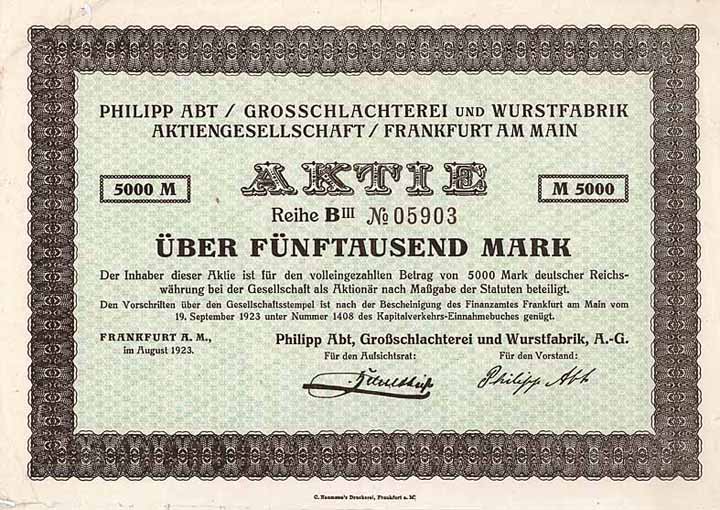 PHILIPP ABT / GROSSCHLACHTEREI UND WURSTFABRIK
AKTIENGESELLSCHAFT / FRANKFURT AM MAIN
AKTIE
5000 M
M 5000
Reihe BIII № 05903
ÜBER FÜNFTAUSEND MARK
Der Inhaber dieser Aktie ist für den volleingezahlten Betrag von 5000 Mark deutscher Reichs-
währung bei der Gesellschaft als Aktionär nach Maßgabe der Statuten beteiligt.
Den Vorschriften über den Gesellschaftsstempel ist nach der Bescheinigung des Finanzamtes Frankfurt am Main vom
19. September 1923 unter Nummer 1408 des Kapitalverkehrs-Einnahmebuches genügt.
FRANKFURT A. M.,
im August 1923.
Philipp Abt, Großschlachterei und Wurstfabrik, A.-G.
Für den Aufsichtsrat:
Für den Vorstand:
Philipp Abt
C. Naumann's Druckerei, Frankfurt a. M.